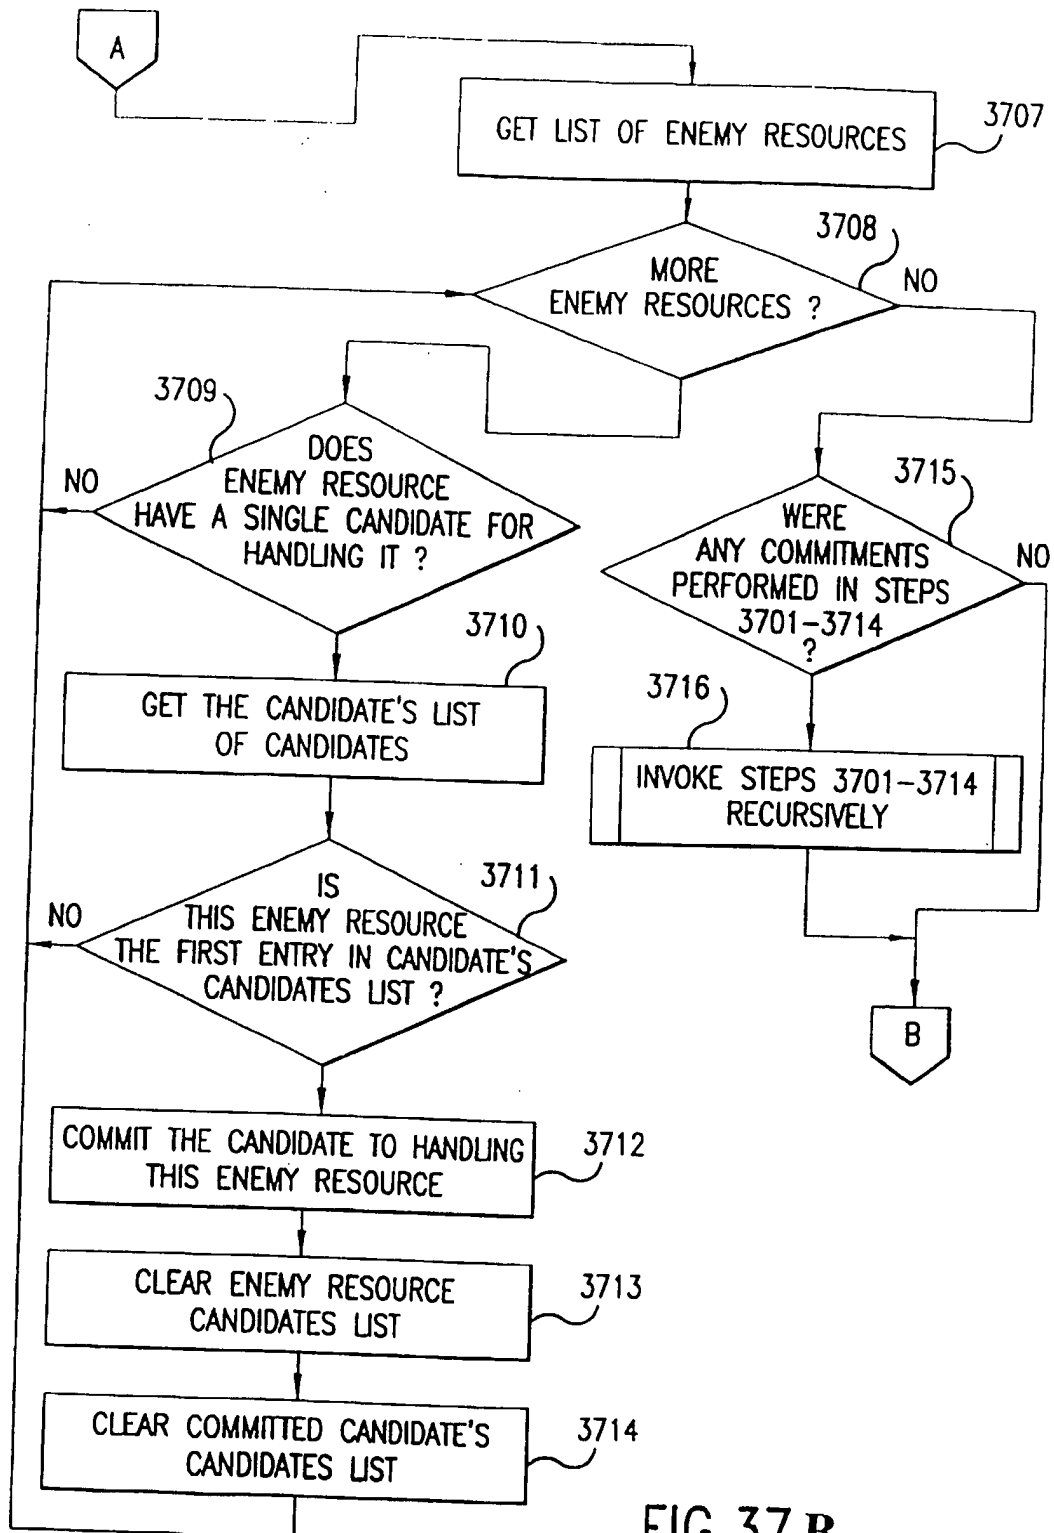 A
GET LIST OF ENEMY RESOURCES
3707
3708
MORE
ENEMY RESOURCES ?
NO
3709
DOES
ENEMY RESOURCE
HAVE A SINGLE CANDIDATE FOR
HANDLING IT ?
NO
3710
GET THE CANDIDATE'S LIST
OF CANDIDATES
3711
IS
THIS ENEMY RESOURCE
THE FIRST ENTRY IN CANDIDATE'S
CANDIDATES LIST ?
NO
COMMIT THE CANDIDATE TO HANDLING
THIS ENEMY RESOURCE
3712
CLEAR ENEMY RESOURCE
CANDIDATES LIST
3713
CLEAR COMMITTED CANDIDATE'S
CANDIDATES LIST
3714
3715
WERE
ANY COMMITMENTS
PERFORMED IN STEPS
3701-3714
?
NO
3716
INVOKE STEPS 3701-3714
RECURSIVELY
B
FIG. 37 B